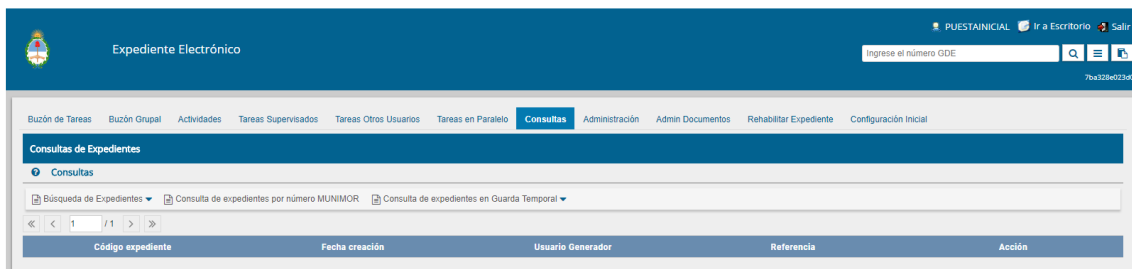 PUESTAINICIAL Ir a Escritorio Salir
Expediente Electrónico
Ingrese el número GDE
7ba328e023d0
Buzón de Tareas Buzón Grupal Actividades Tareas Supervisados Tareas Otros Usuarios Tareas en Paralelo Consultas Administración Admin Documentos Rehabilitar Expediente Configuración Inicial
Consultas de Expedientes
Consultas
Búsqueda de Expedientes Consulta de expedientes por número MUNIMOR Consulta de expedientes en Guarda Temporal
1 / 1
Código expediente Fecha creación Usuario Generador Referencia Acción